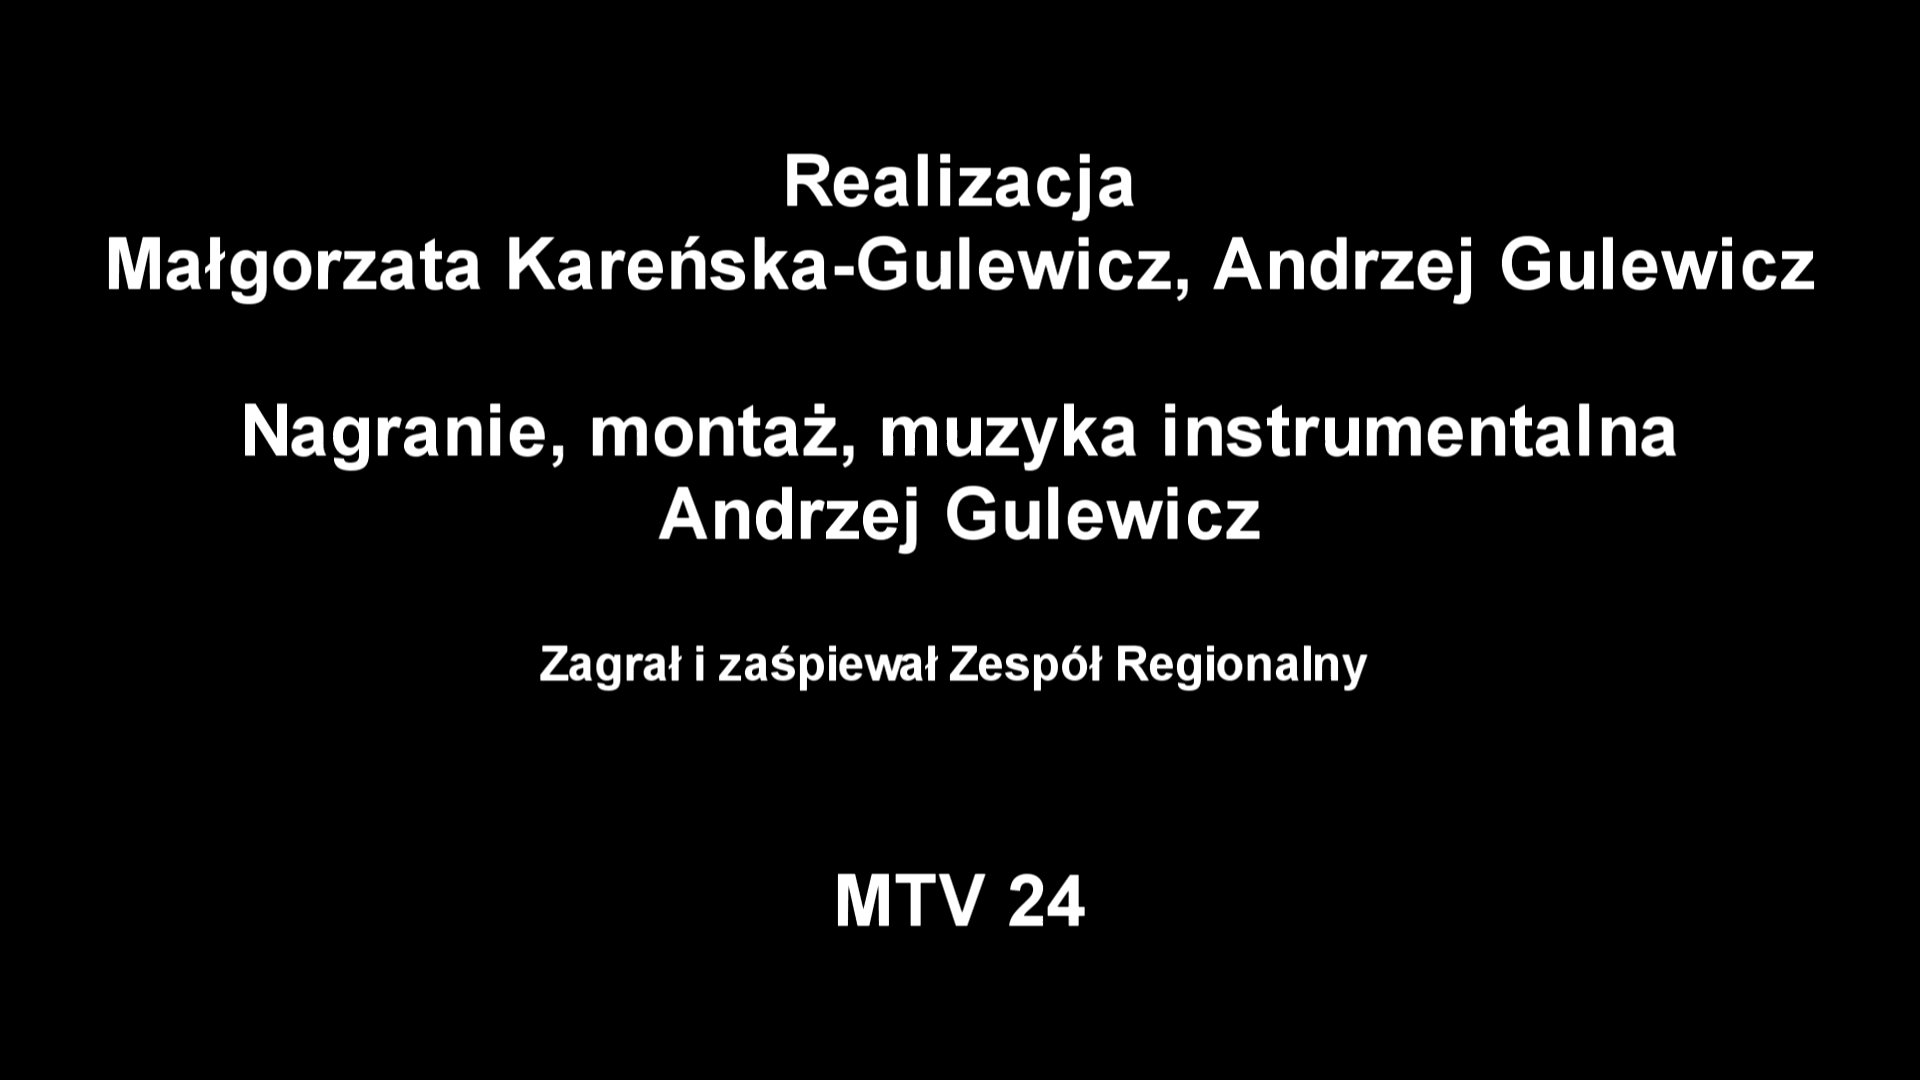 Realizacja
Małgorzata Kareńska-Gulewicz, Andrzej Gulewicz
Nagranie, montaż, muzyka instrumentalna
Andrzej Gulewicz
Zagrał i zaśpiewał Zespół Regionalny
MTV 24